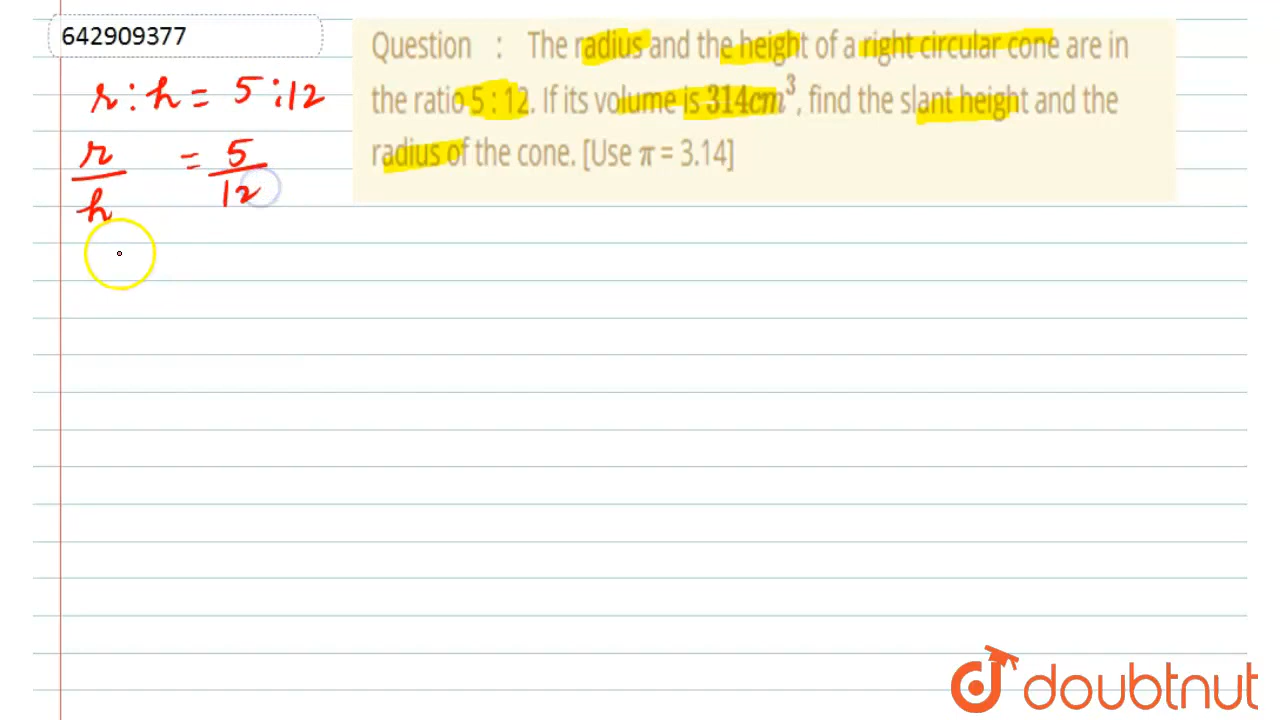 642909377
Question : The radius and the height of a right circular cone are in
the ratio 5 : 12. If its volume is 314cm³, find the slant height and the
radius of the cone. [Use π = 3.14]
r : h = 5 : 12
r/h = 5/12
doubtnut